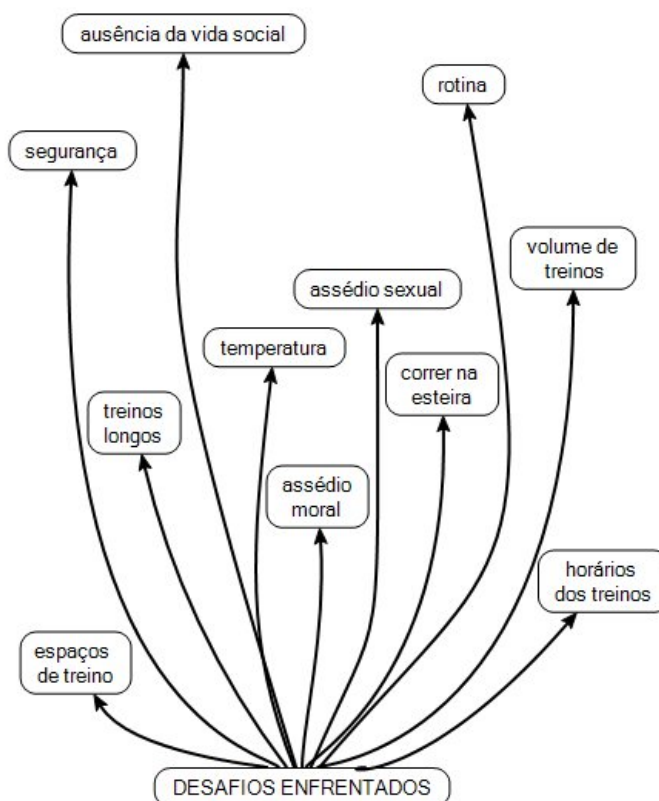 ausência da vida social
rotina
segurança
volume de
treinos
assédio sexual
temperatura
correr na
esteira
treinos
longos
assédio
moral
horários
dos treinos
espaços
de treino
DESAFIOS ENFRENTADOS